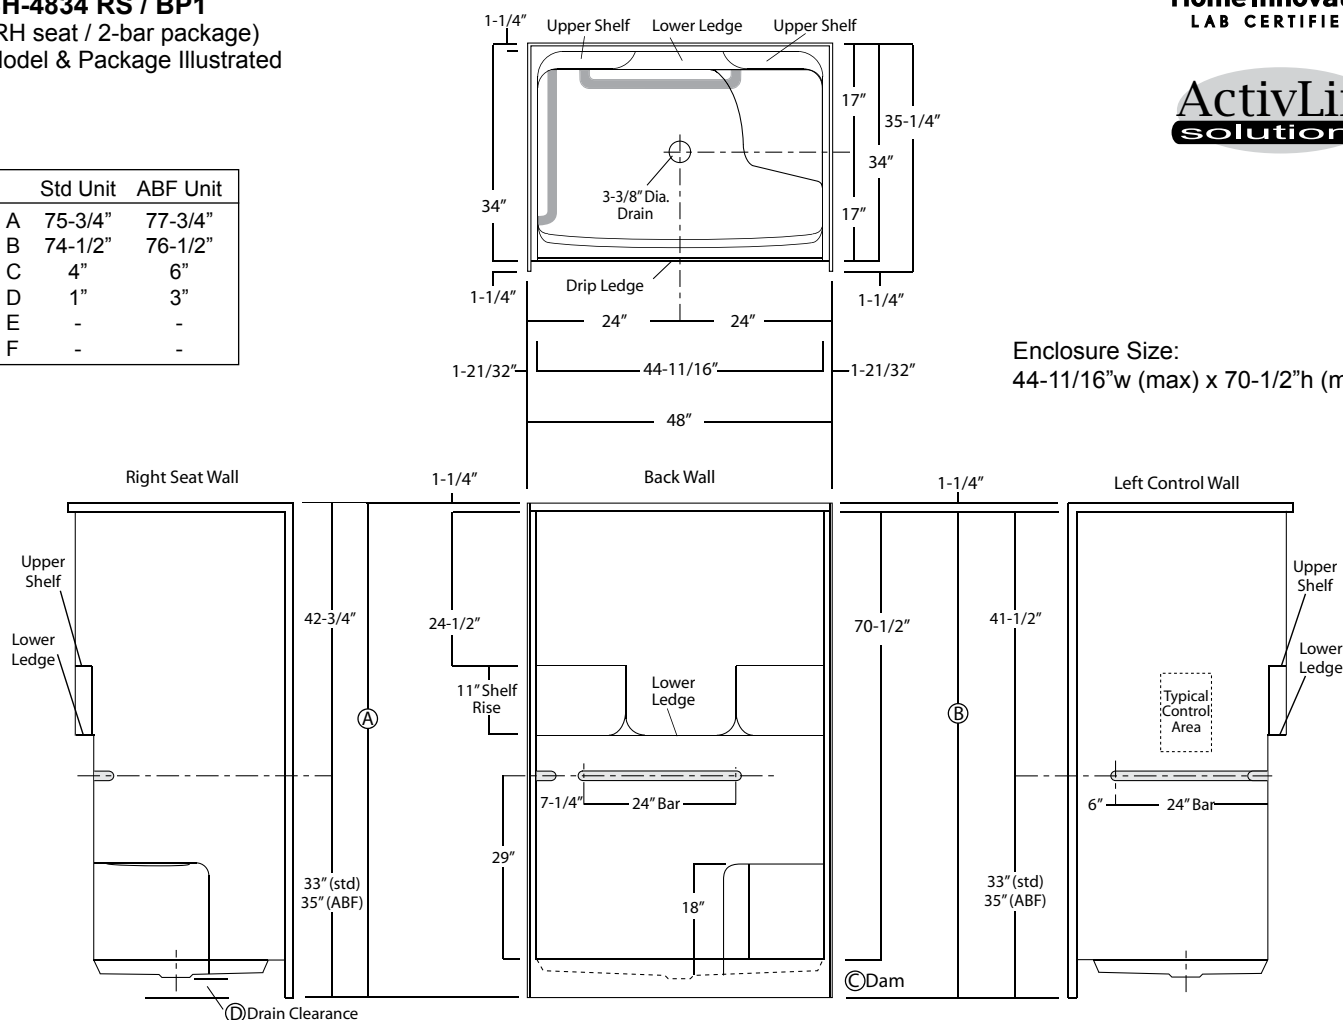 H-4834 RS / BP1
RH seat / 2-bar package)
odel & Package Illustrated
LAB CERTIFIE
ActivLi
solution
Std Unit ABF Unit
A 75-3/4” 77-3/4”
B 74-1/2” 76-1/2”
C 4” 6”
D 1” 3”
E - -
F - -
1-1/4”
Upper Shelf
Lower Ledge
Upper Shelf
17”
35-1/4”
34”
34”
3-3/8” Dia.
Drain
17”
1-1/4”
Drip Ledge
1-1/4”
24”
24”
1-21/32”
44-11/16”
1-21/32”
48”
Enclosure Size:
44-11/16”w (max) x 70-1/2”h (m
Right Seat Wall
1-1/4”
Back Wall
1-1/4”
Left Control Wall
Upper
Shelf
Lower
Ledge
42-3/4”
24-1/2”
11” Shelf
Rise
A
Lower
Ledge
70-1/2”
41-1/2”
B
Typical
Control
Area
Upper
Shelf
Lower
Ledge
7-1/4”
24” Bar
6”
24” Bar
29”
18”
33” (std)
35” (ABF)
33” (std)
35” (ABF)
C Dam
D Drain Clearance